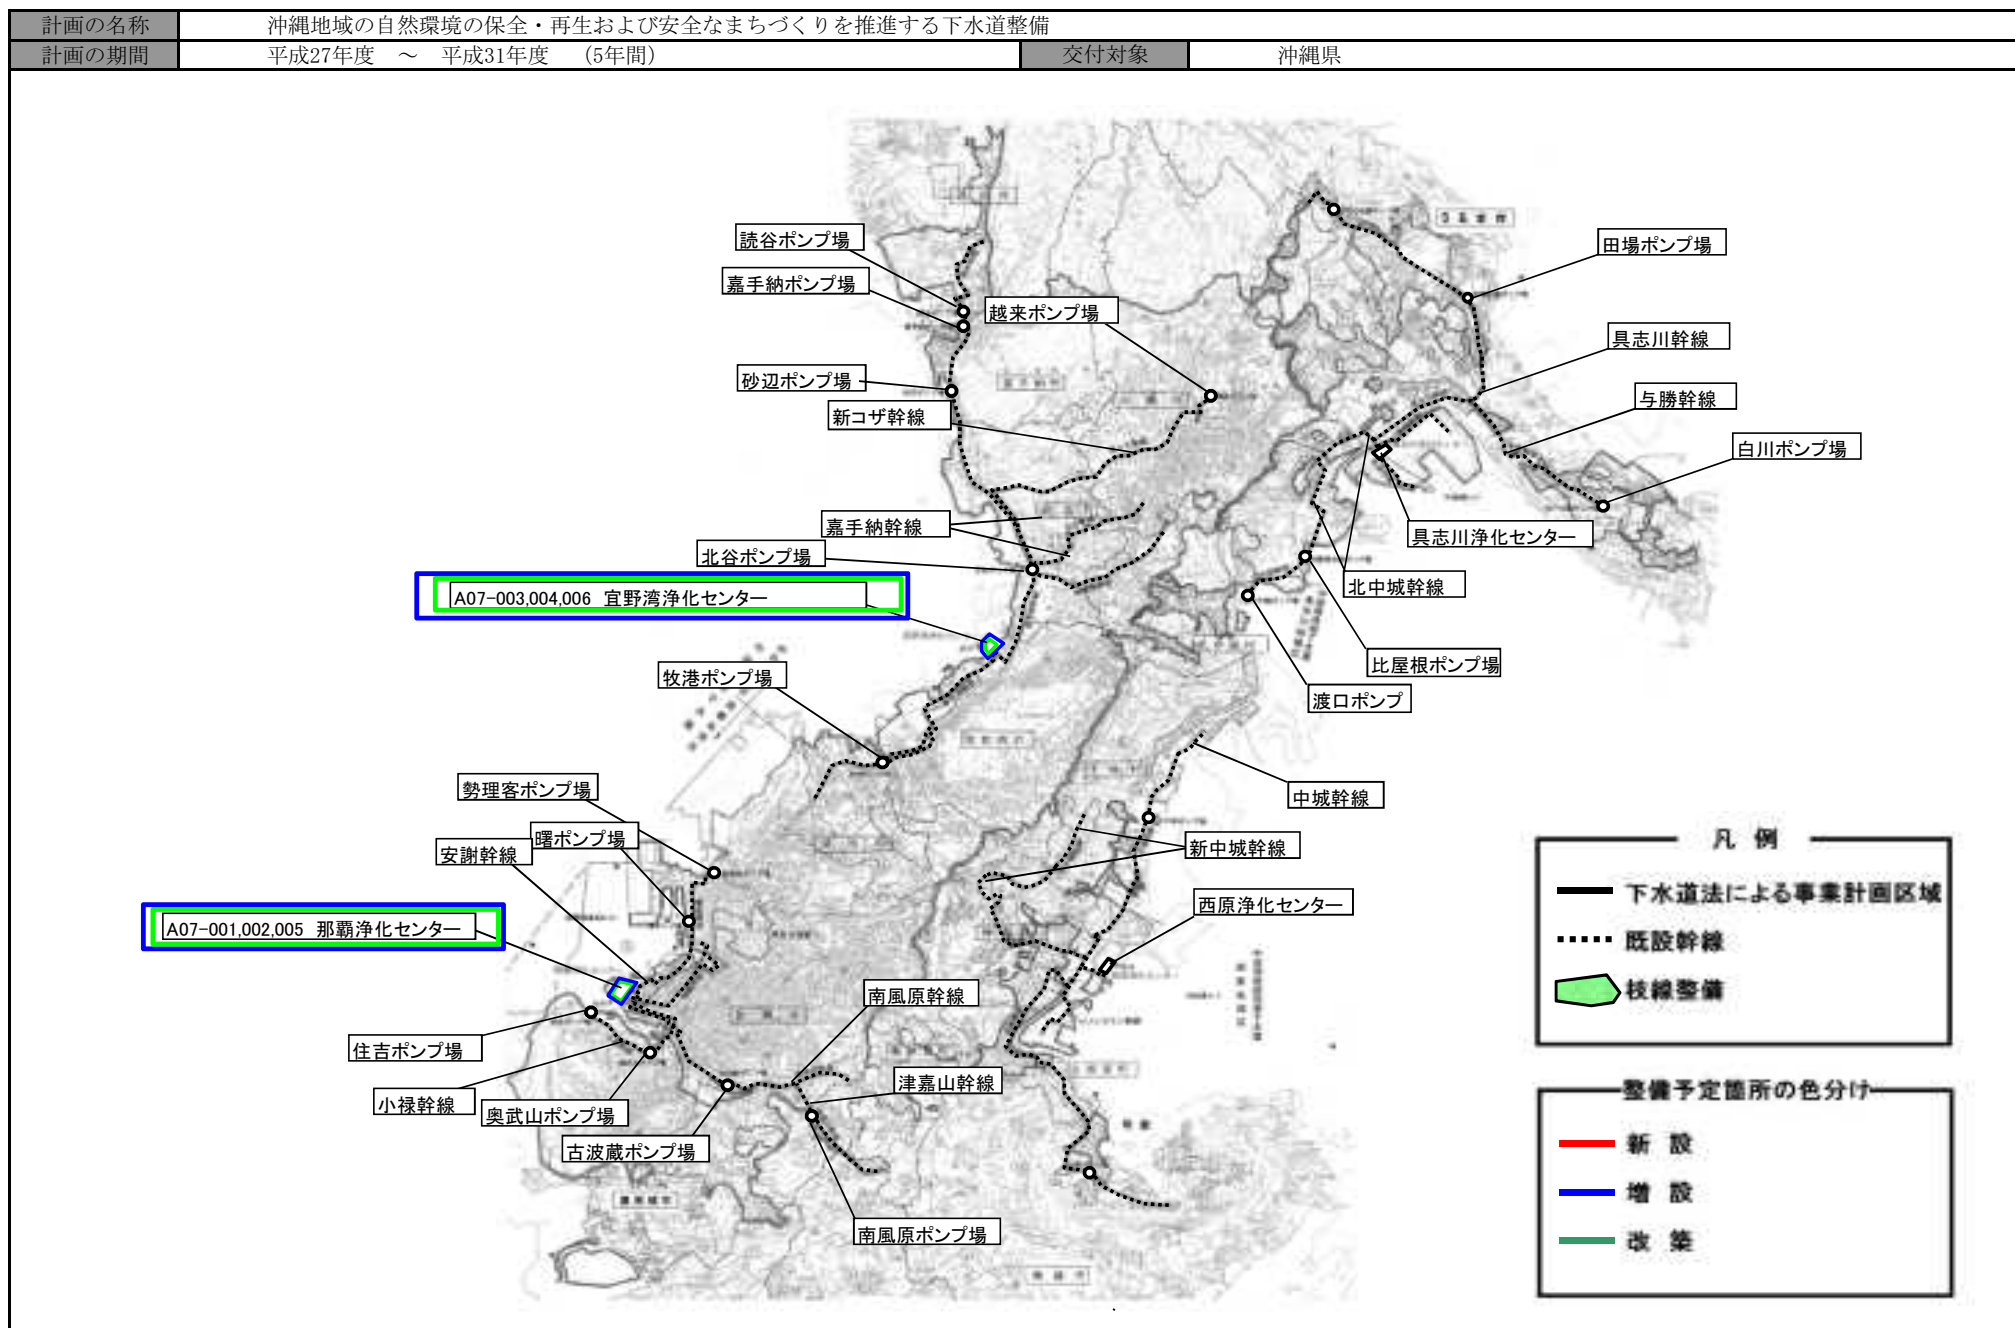 計画の名称 沖縄地域の自然環境の保全・再生および安全なまちづくりを推進する下水道整備
計画の期間 平成27年度 ～ 平成31年度 (5年間) 交付対象 沖縄県
読谷ポンプ場
田場ポンプ場
嘉手納ポンプ場
越来ポンプ場
具志川幹線
砂辺ポンプ場
与勝幹線
新コザ幹線
白川ポンプ場
嘉手納幹線
具志川浄化センター
北谷ポンプ場
北中城幹線
A07-003,004,006 宜野湾浄化センター
比屋根ポンプ場
牧港ポンプ場
渡口ポンプ
勢理客ポンプ場
中城幹線
曙ポンプ場
安謝幹線
新中城幹線
西原浄化センター
A07-001,002,005 那覇浄化センター
南風原幹線
住吉ポンプ場
津嘉山幹線
小禄幹線
奥武山ポンプ場
古波蔵ポンプ場
南風原ポンプ場
凡 例
下水道法による事業計画区域
既設幹線
枝線整備
整備予定箇所の色分け
新 設
増 設
改 築